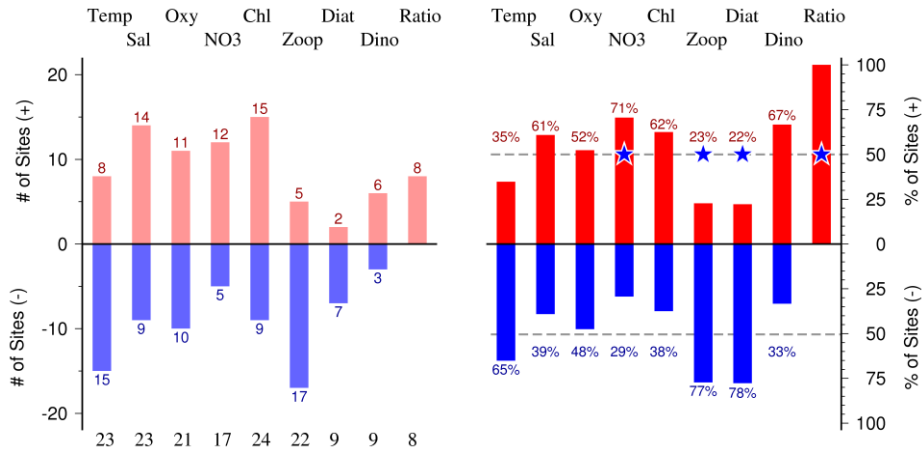 Temp Oxy Chl Diat Ratio
Sal NO3 Zoop Dino
# of Sites (+)
# of Sites (-)
20
10
0
-10
-20
8 14 11 12 15 5 2 6 8
15 9 10 5 9 17 7 3
23 23 21 17 24 22 9 9 8
Temp Oxy Chl Diat Ratio
Sal NO3 Zoop Dino
35% 61% 52% 71% 62% 23% 22% 67%
65% 39% 48% 29% 38% 77% 78% 33%
100
75
50
25
0
25
50
75
100
% of Sites (+)
% of Sites (-)